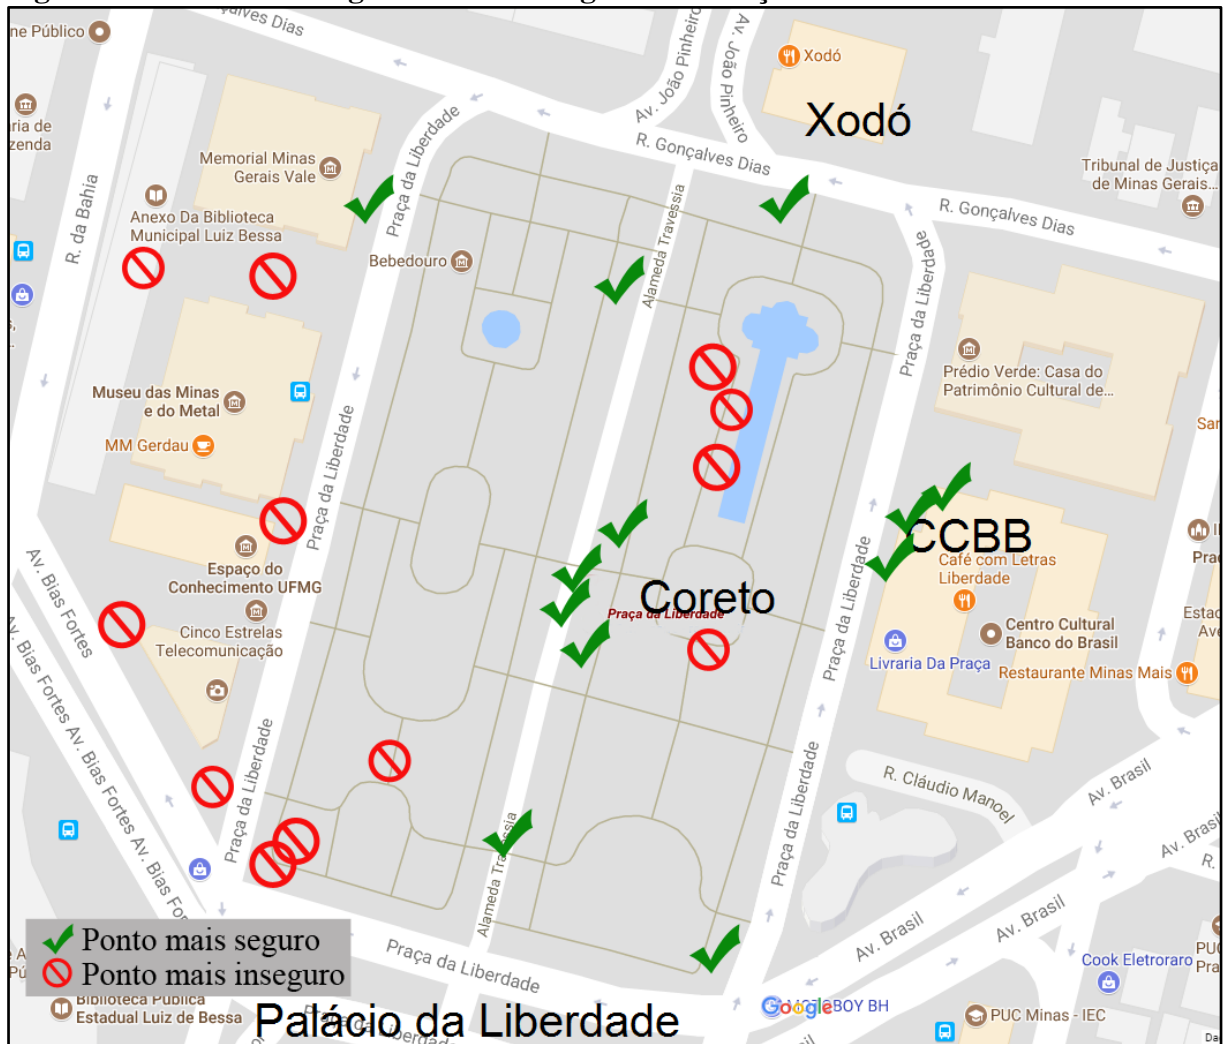 ne Público
Gonçalves Dias
Av. João Pinheiro
Av. João Pinheiro
Xodó
Xodó
ria de
zenda
Memorial Minas
Gerais Vale
Praça da Liberdade
R. Gonçalves Dias
Tribunal de Justiça
de Minas Gerais...
R. da Bahia
Anexo Da Biblioteca
Municipal Luiz Bessa
Alameda Travessia
R. Gonçalves Dias
Bebedouro
Praça da Liberdade
Prédio Verde: Casa do
Patrimônio Cultural de...
Museu das Minas
e do Metal
MM Gerdau
Praça da Liberdade
San
CCBB
Espaço do
Conhecimento UFMG
Café com Letras
Liberdade
Av. Bias Fortes
Coreto
Praça da Liberdade
Praça da Liberdade
Cinco Estrelas
Telecomunicação
Centro Cultural
Banco do Brasil
Livraria Da Praça
Restaurante Minas Mais
Av. Bias Fortes Av. Bias Fortes Av. Bias For
Praça da Liberdade
R. Cláudio Manoel
Av. Brasil
Praça da Liberdade
Alameda Travessia
Av. Brasil
R.
Av. Brasil
Av. Brasil
Ponto mais seguro
Ponto mais inseguro
Praça da Liberdade
Cook Eletroraro
Biblioteca Pública
Estadual Luiz de Bessa
Palácio da Liberdade
Praça da Liberdade
Google
BOY BH
PUC Minas - IEC
Da